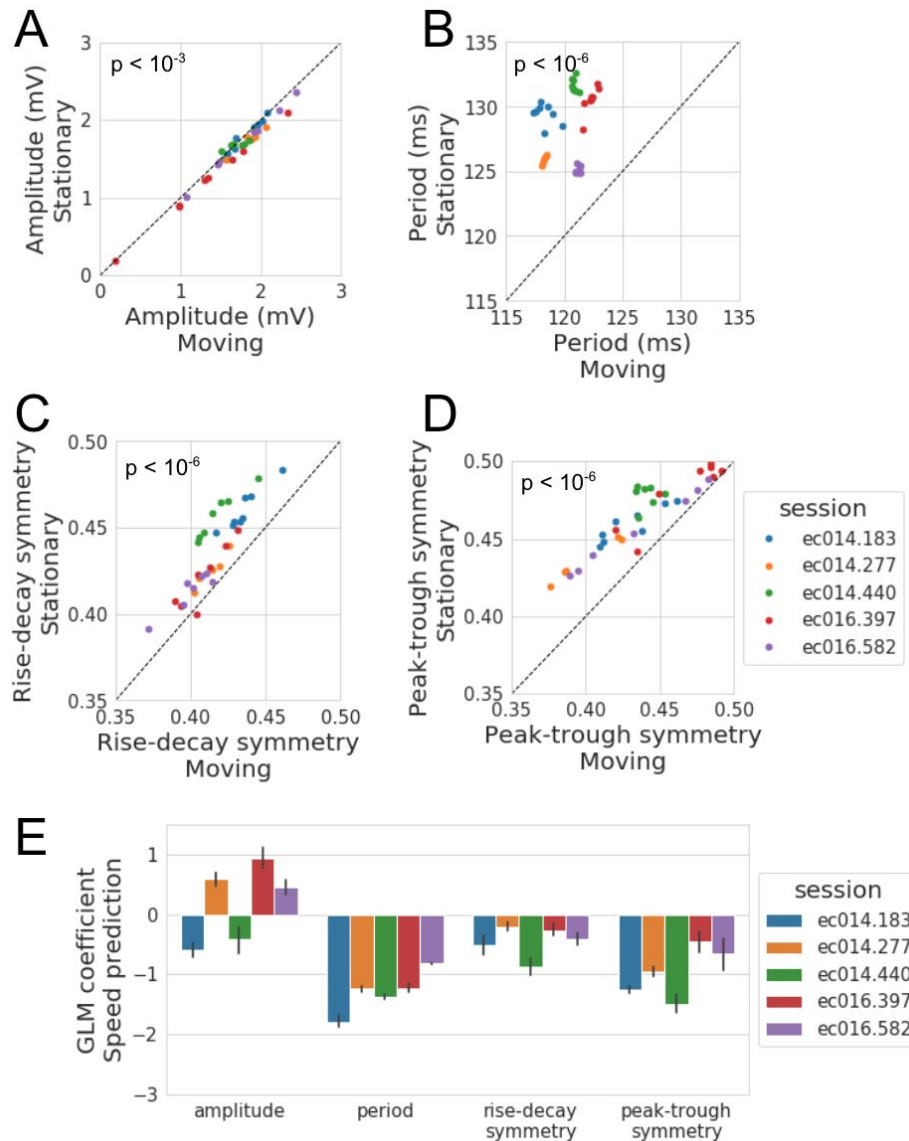 A
3
p < 10⁻³
2
1
0
Amplitude (mV)
Stationary
0 1 2 3
Amplitude (mV)
Moving
B
135
p < 10⁻⁶
130
125
120
115
Period (ms)
Stationary
115 120 125 130 135
Period (ms)
Moving
C
0.50
p < 10⁻⁶
0.45
0.40
0.35
Rise-decay symmetry
Stationary
0.35 0.40 0.45 0.50
Rise-decay symmetry
Moving
D
0.50
p < 10⁻⁶
0.45
0.40
0.35
Peak-trough symmetry
Stationary
0.35 0.40 0.45 0.50
Peak-trough symmetry
Moving
session
ec014.183
ec014.277
ec014.440
ec016.397
ec016.582
E
1
0
−1
−2
−3
GLM coefficient
Speed prediction
amplitude period rise-decay peak-trough
symmetry symmetry
session
ec014.183
ec014.277
ec014.440
ec016.397
ec016.582